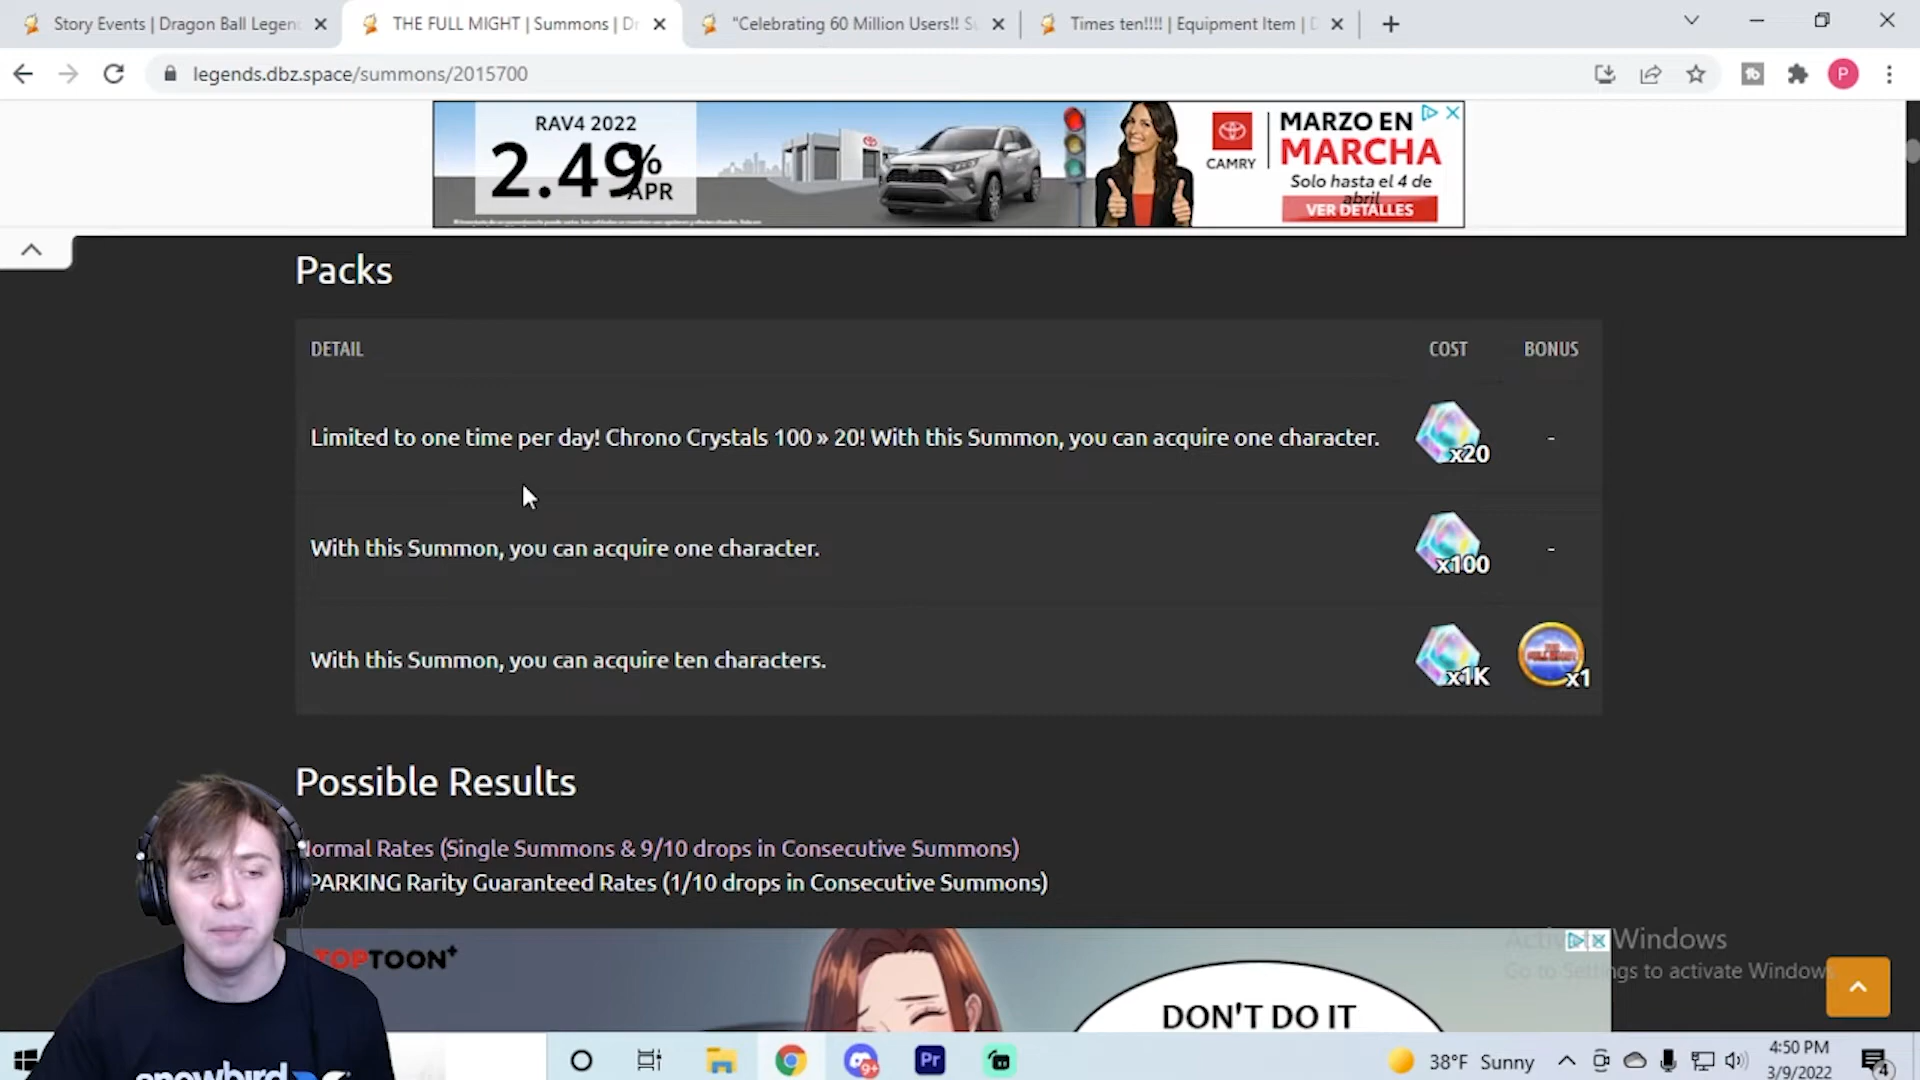 Story Events | Dragon Ball Legen
THE FULL MIGHT | Summons | Dr
"Celebrating 60 Million Users!! S
Times ten!!!! | Equipment Item | D
legends.dbz.space/summons/2015700
P
RAV4 2022
2.49%
APR
CAMRY
MARZO EN
MARCHA
Solo hasta el 4 de
abril
VER DETALLES
Packs
DETAIL
COST
BONUS
Limited to one time per day! Chrono Crystals 100 » 20! With this Summon, you can acquire one character.
x20
-
With this Summon, you can acquire one character.
x100
-
With this Summon, you can acquire ten characters.
x1K
x1
Possible Results
ormal Rates (Single Summons & 9/10 drops in Consecutive Summons)
PARKING Rarity Guaranteed Rates (1/10 drops in Consecutive Summons)
TOPTOON+
DON'T DO IT
Activate Windows
Go to Settings to activate Windows.
snowbird
9+
Pr
38°F Sunny
4:50 PM
3/9/2022
4